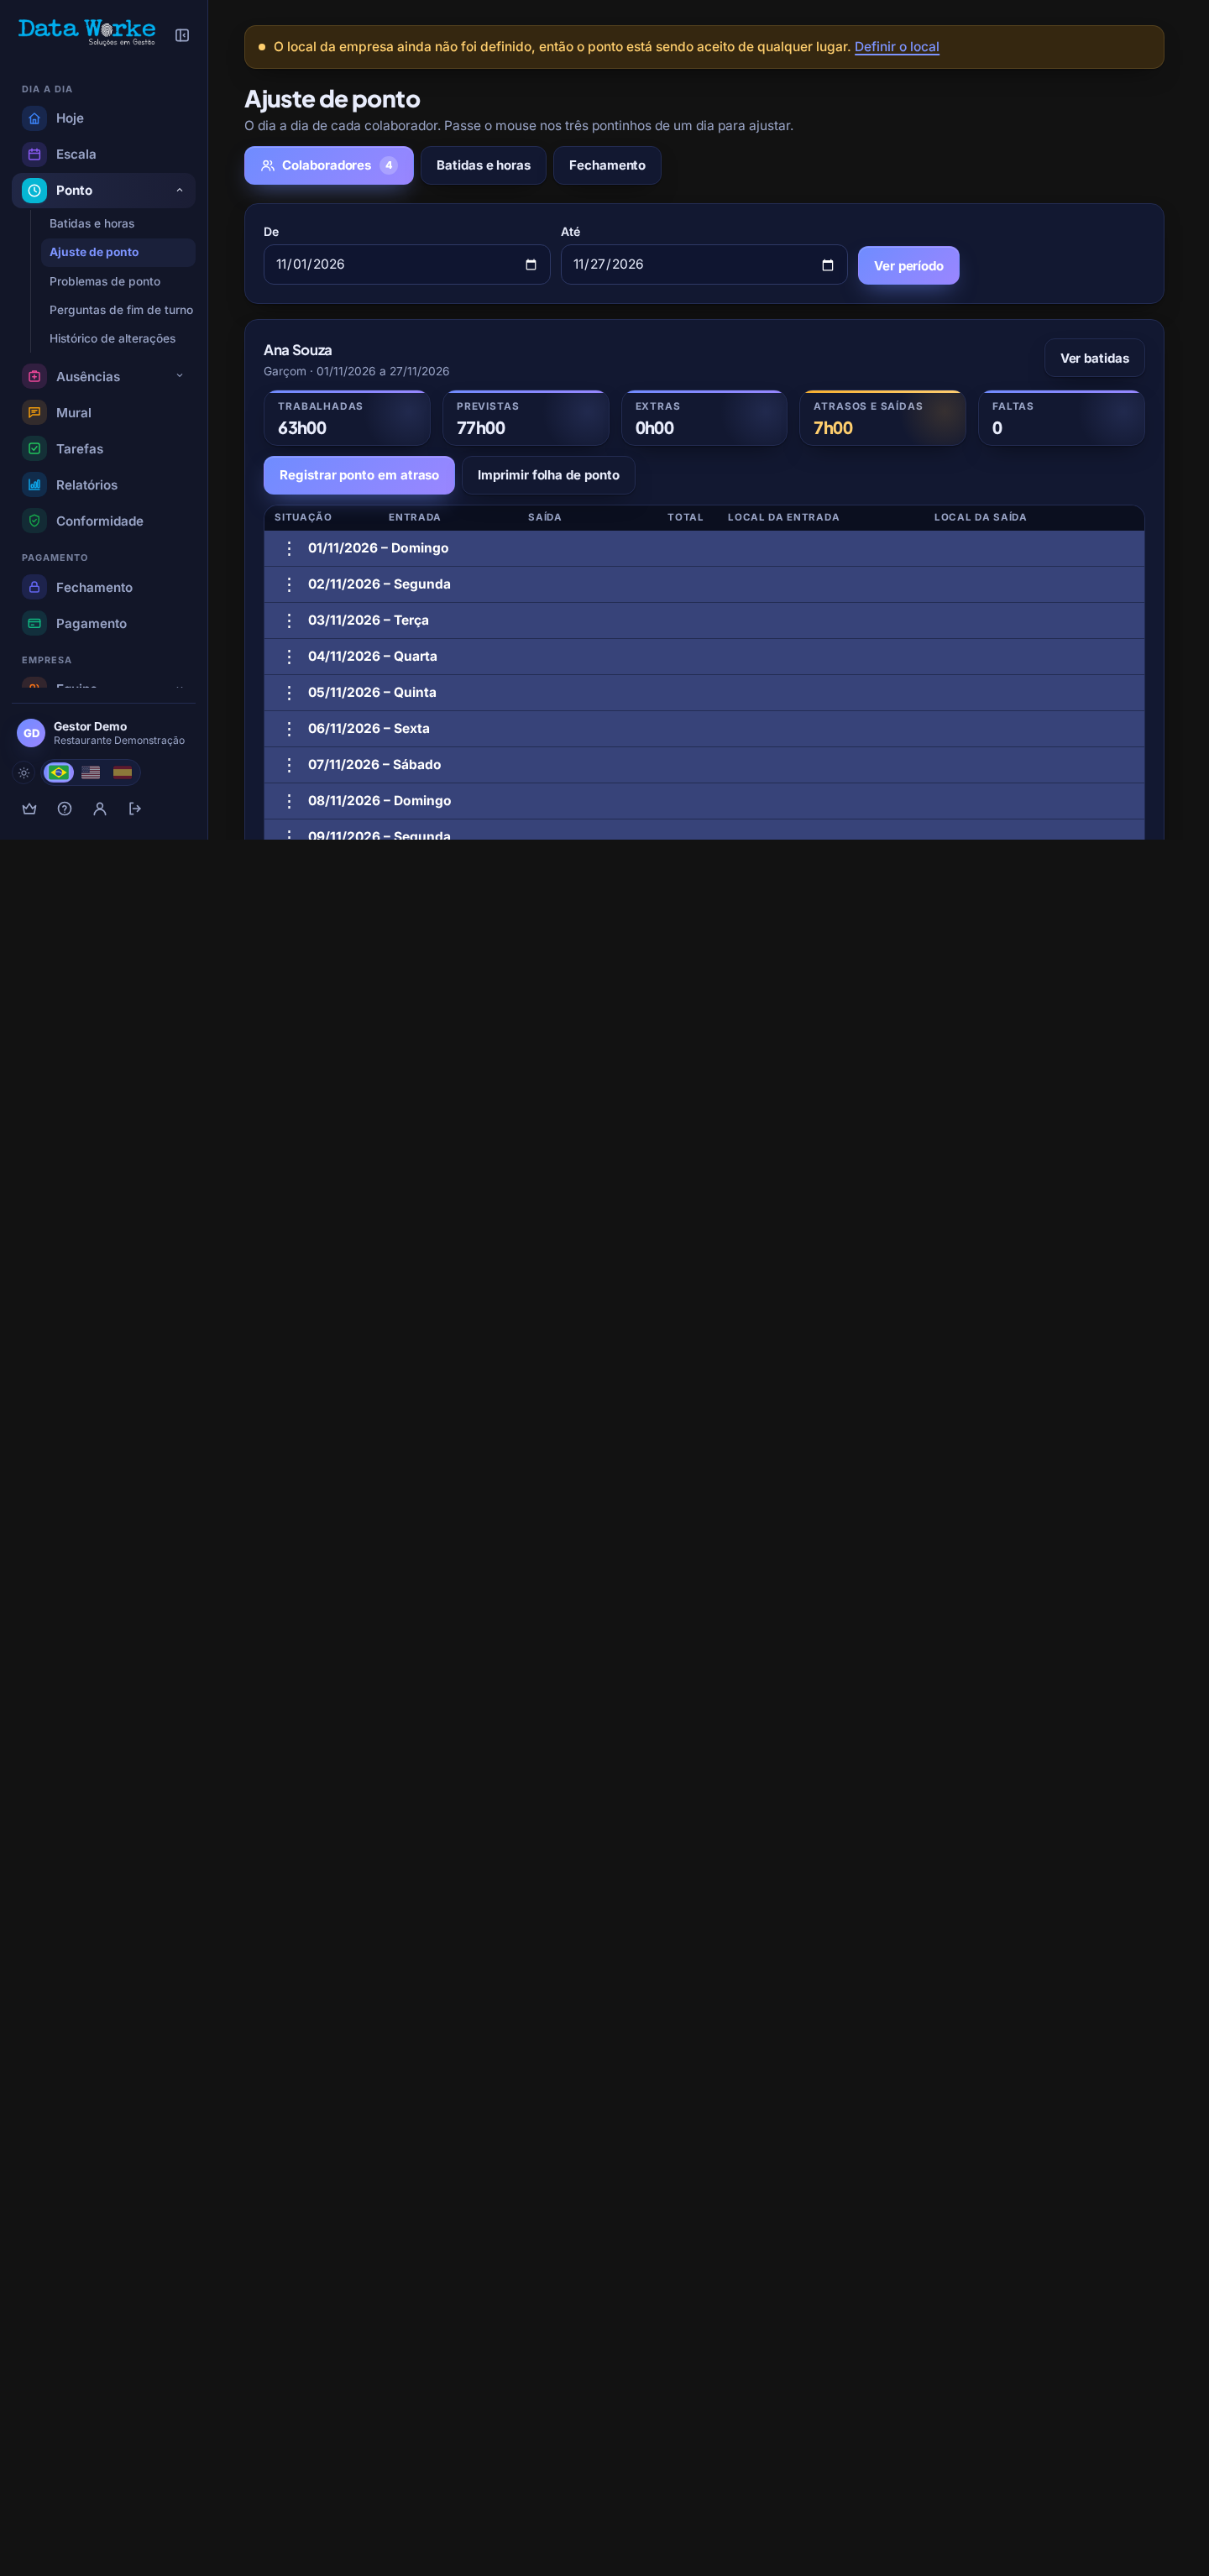 Data Worke
Soluções em Gestão
DIA A DIA
Hoje
Escala
Ponto
Batidas e horas
Ajuste de ponto
Problemas de ponto
Perguntas de fim de turno
Histórico de alterações
Ausências
Mural
Tarefas
Relatórios
Conformidade
PAGAMENTO
Fechamento
Pagamento
EMPRESA
Equipe
GD
Gestor Demo
Restaurante Demonstração
O local da empresa ainda não foi definido, então o ponto está sendo aceito de qualquer lugar. Definir o local
Ajuste de ponto
O dia a dia de cada colaborador. Passe o mouse nos três pontinhos de um dia para ajustar.
Colaboradores 4 Batidas e horas Fechamento
De Até
11/01/2026 11/27/2026 Ver período
Ana Souza
Garçom · 01/11/2026 a 27/11/2026
Ver batidas
TRABALHADAS PREVISTAS EXTRAS ATRASOS E SAÍDAS FALTAS
63h00 77h00 0h00 7h00 0
Registrar ponto em atraso Imprimir folha de ponto
SITUAÇÃO ENTRADA SAÍDA TOTAL LOCAL DA ENTRADA LOCAL DA SAÍDA
01/11/2026 – Domingo
02/11/2026 – Segunda
03/11/2026 – Terça
04/11/2026 – Quarta
05/11/2026 – Quinta
06/11/2026 – Sexta
07/11/2026 – Sábado
08/11/2026 – Domingo
09/11/2026 – Segunda